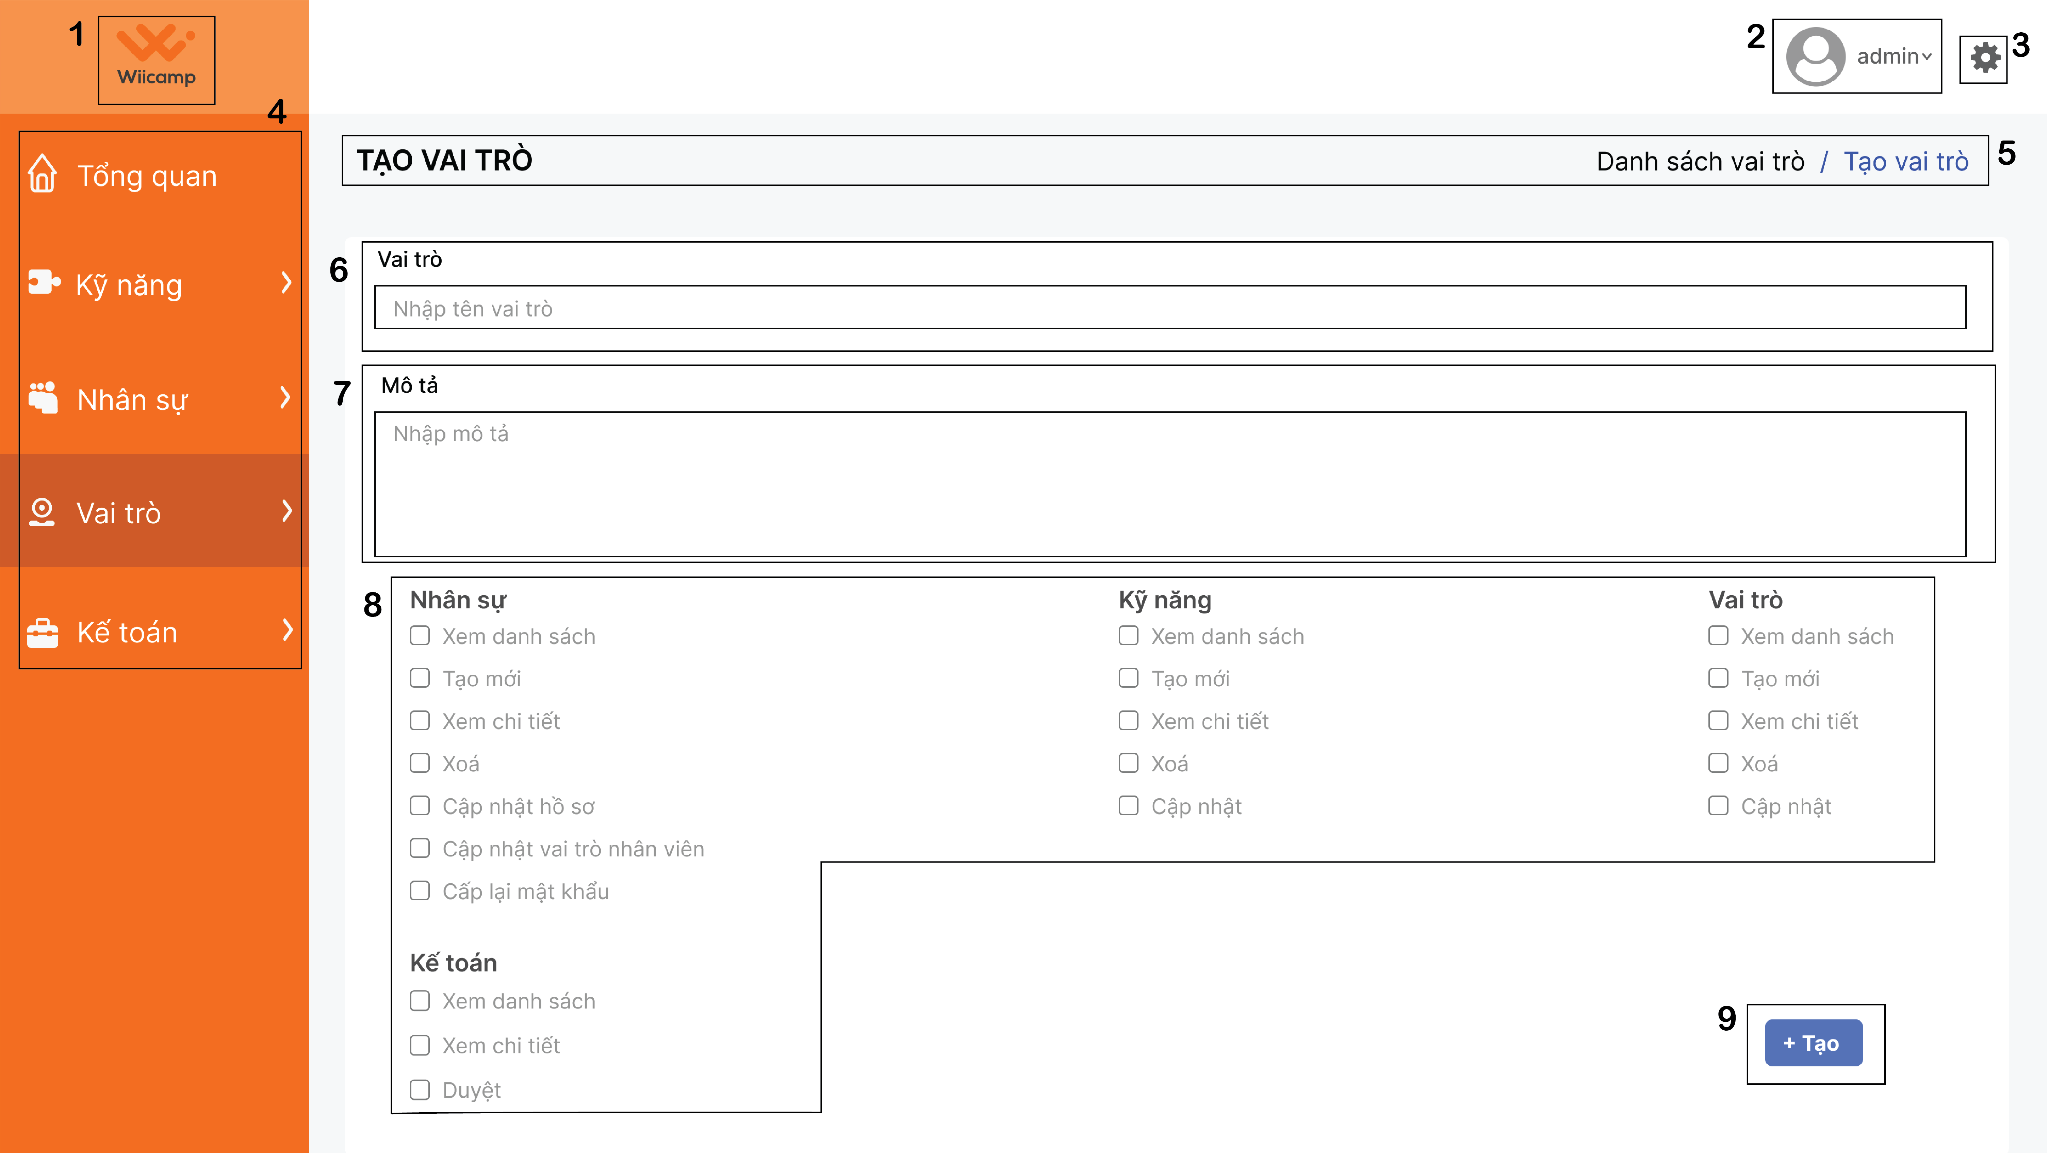 1
Wiicamp
2
admin
3
4
Tổng quan
Kỹ năng
Nhân sự
Vai trò
Kế toán
TẠO VAI TRÒ
Danh sách vai trò / Tạo vai trò
5
6
Vai trò
Nhập tên vai trò
7
Mô tả
Nhập mô tả
8
Nhân sự
Xem danh sách
Tạo mới
Xem chi tiết
Xoá
Cập nhật hồ sơ
Cập nhật vai trò nhân viên
Cấp lại mật khẩu
Kỹ năng
Xem danh sách
Tạo mới
Xem chi tiết
Xoá
Cập nhật
Vai trò
Xem danh sách
Tạo mới
Xem chi tiết
Xoá
Cập nhật
Kế toán
Xem danh sách
Xem chi tiết
Duyệt
9
+ Tạo